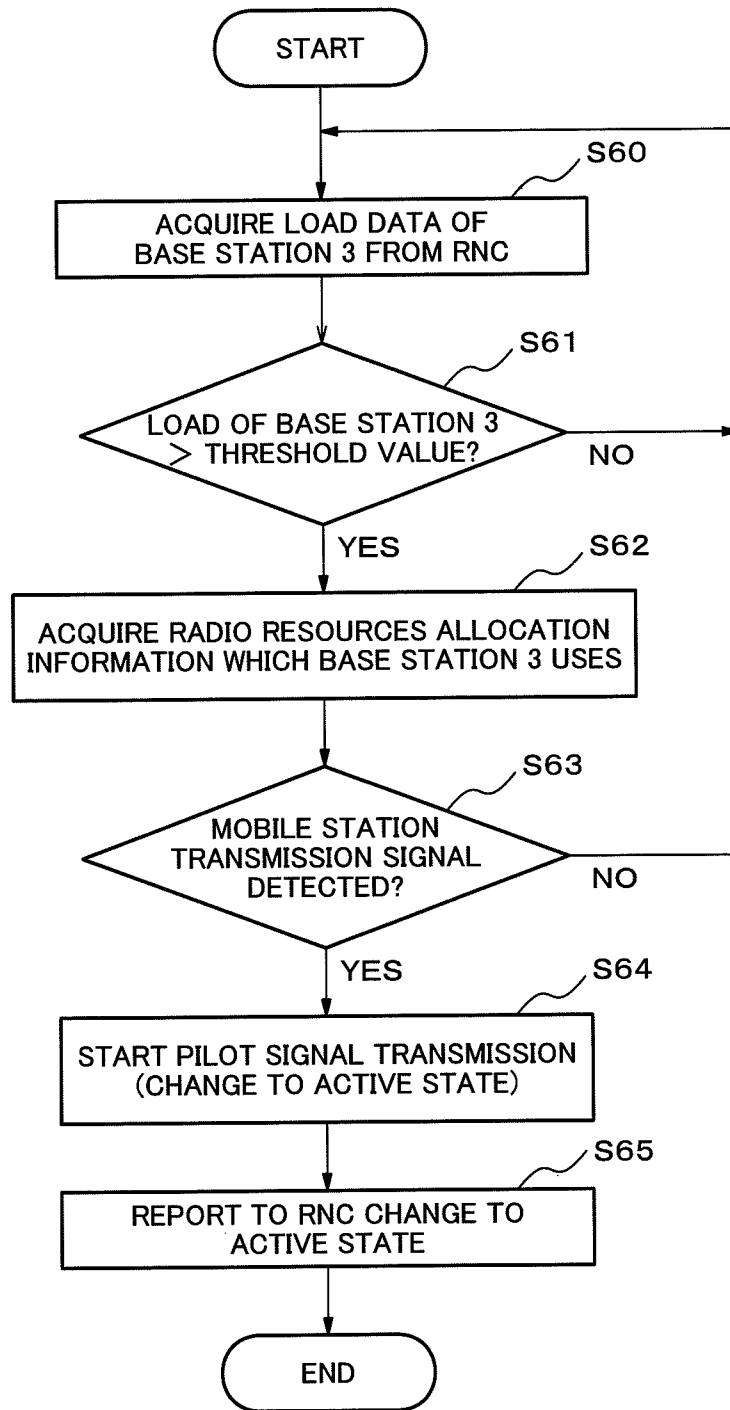 START
S60
ACQUIRE LOAD DATA OF
BASE STATION 3 FROM RNC
S61
LOAD OF BASE STATION 3
> THRESHOLD VALUE?
NO
YES
S62
ACQUIRE RADIO RESOURCES ALLOCATION
INFORMATION WHICH BASE STATION 3 USES
S63
MOBILE STATION
TRANSMISSION SIGNAL
DETECTED?
NO
YES
S64
START PILOT SIGNAL TRANSMISSION
(CHANGE TO ACTIVE STATE)
S65
REPORT TO RNC CHANGE TO
ACTIVE STATE
END